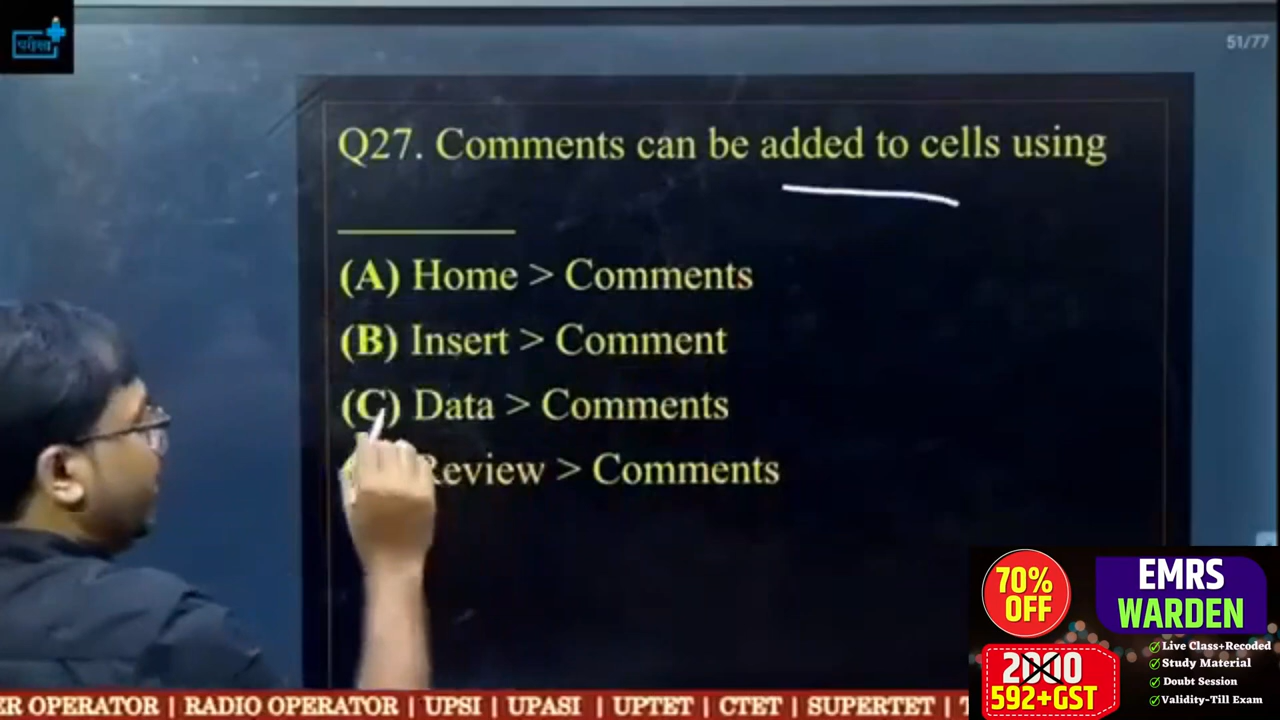 परीक्षा
51/77
Q27. Comments can be added to cells using
(A) Home > Comments
(B) Insert > Comment
(C) Data > Comments
Review > Comments
70%
OFF
EMRS
WARDEN
2000
592+GST
Live Class+Recoded
Study Material
Doubt Session
Validity-Till Exam
ER OPERATOR | RADIO OPERATOR UPSI | UPASI | UPTET | CTET | SUPERTET |